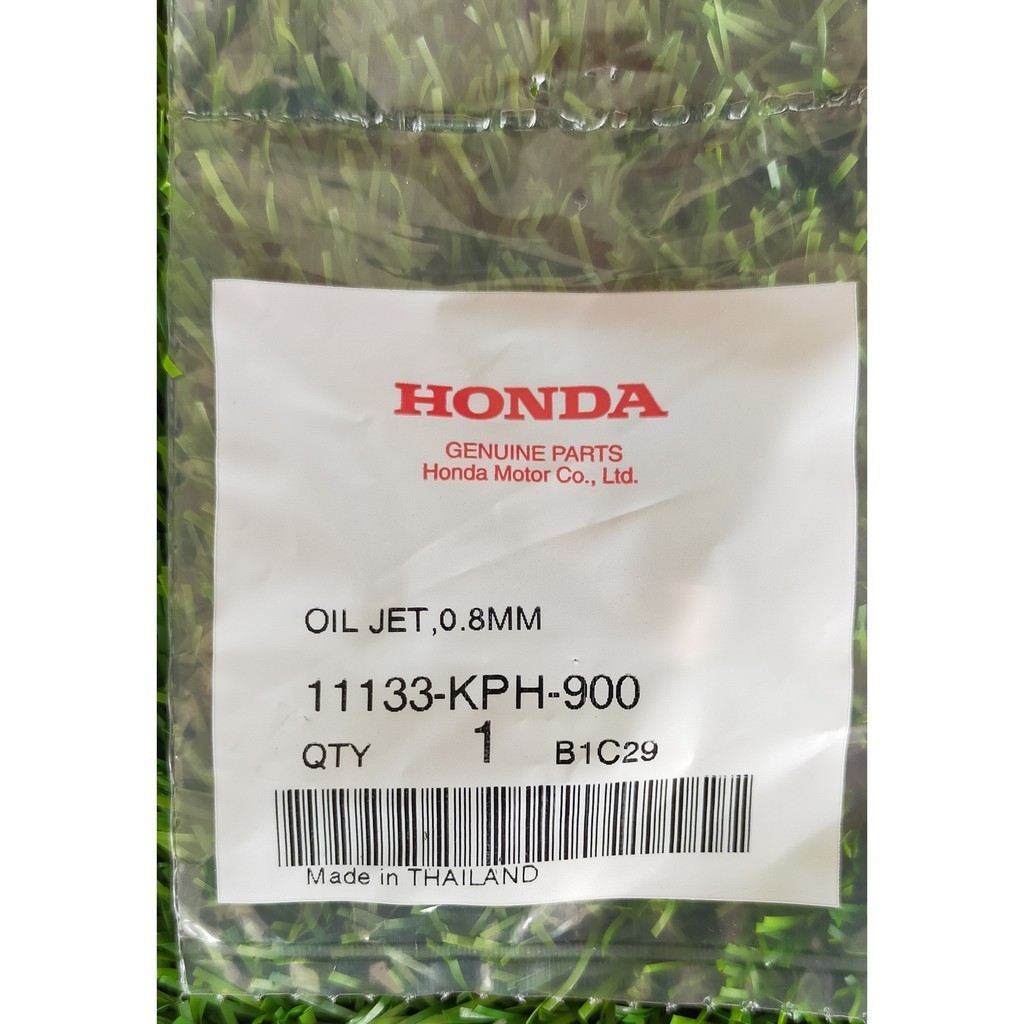 HONDA
GENUINE PARTS
Honda Motor Co., Ltd.
OIL JET,0.8MM
11133-KPH-900
QTY 1 B1C29
Made in THAILAND